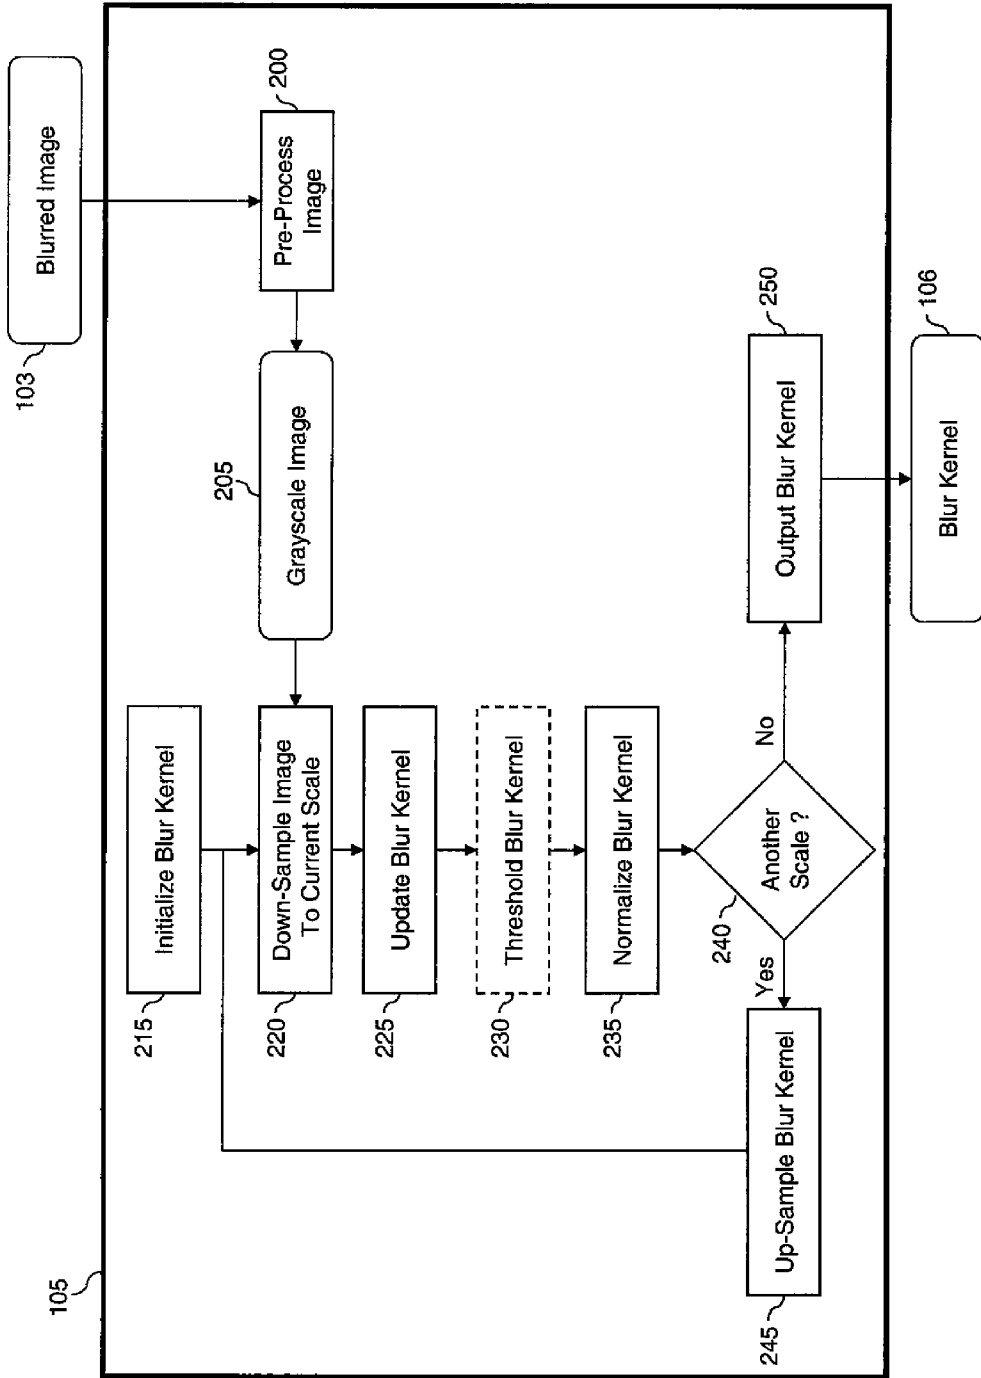 103
Blurred Image
105
200
Pre-Process
Image
205
Grayscale Image
215
Initialize Blur Kernel
220
Down-Sample Image
To Current Scale
225
Update Blur Kernel
230
Threshold Blur Kernel
235
Normalize Blur Kernel
240
Another
Scale ?
Yes
No
245
Up-Sample Blur Kernel
250
Output Blur Kernel
106
Blur Kernel